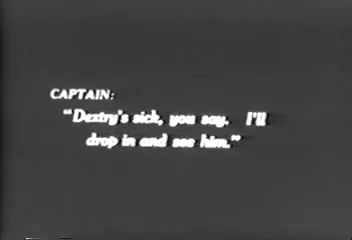 CAPTAIN:
"Dextry's sick, you say. I'll
drop in and see him."